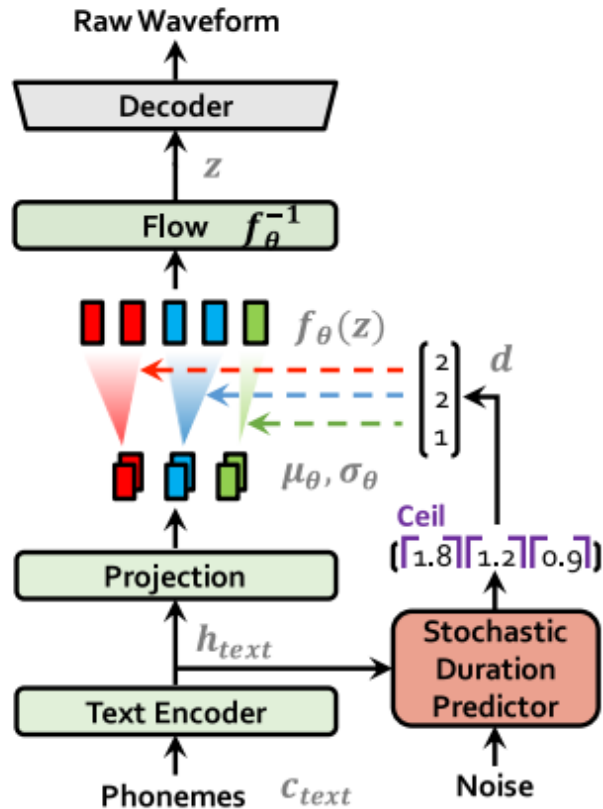 Raw Waveform
Decoder
z
Flow f_θ^{-1}
f_θ(z)
d
2
2
1
μ_θ, σ_θ
Ceil
(⌈1.8⌉⌈1.2⌉⌈0.9⌉)
Projection
h_text
Stochastic
Duration
Predictor
Text Encoder
Phonemes c_text
Noise